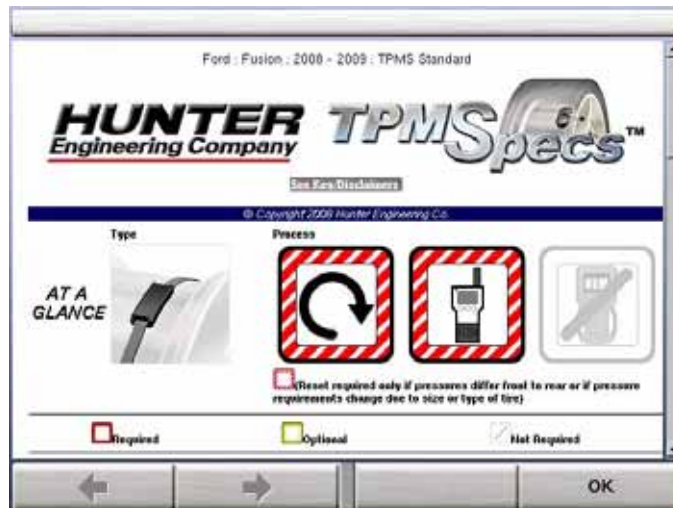 Ford : Fusion : 2008 - 2009 : TPMS Standard
HUNTER
Engineering Company
TPMSpecs™
See Key/Disclaimers
© Copyright 2008 Hunter Engineering Co.
Type
Process
AT A
GLANCE
(Reset required only if pressures differ front to rear or if pressure
requirements change due to size or type of tire)
Required
Optional
Not Required
OK